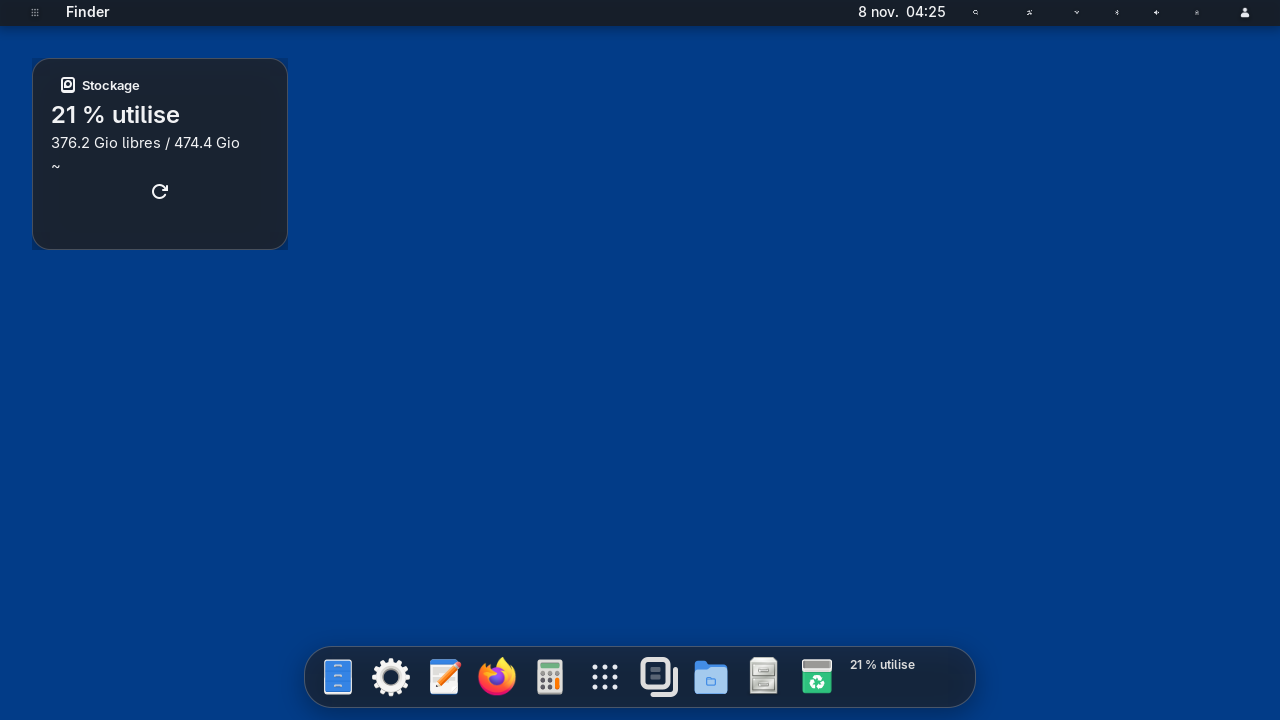 Finder
8 nov. 04:25
Stockage
21 % utilise
376.2 Gio libres / 474.4 Gio
~
21 % utilise